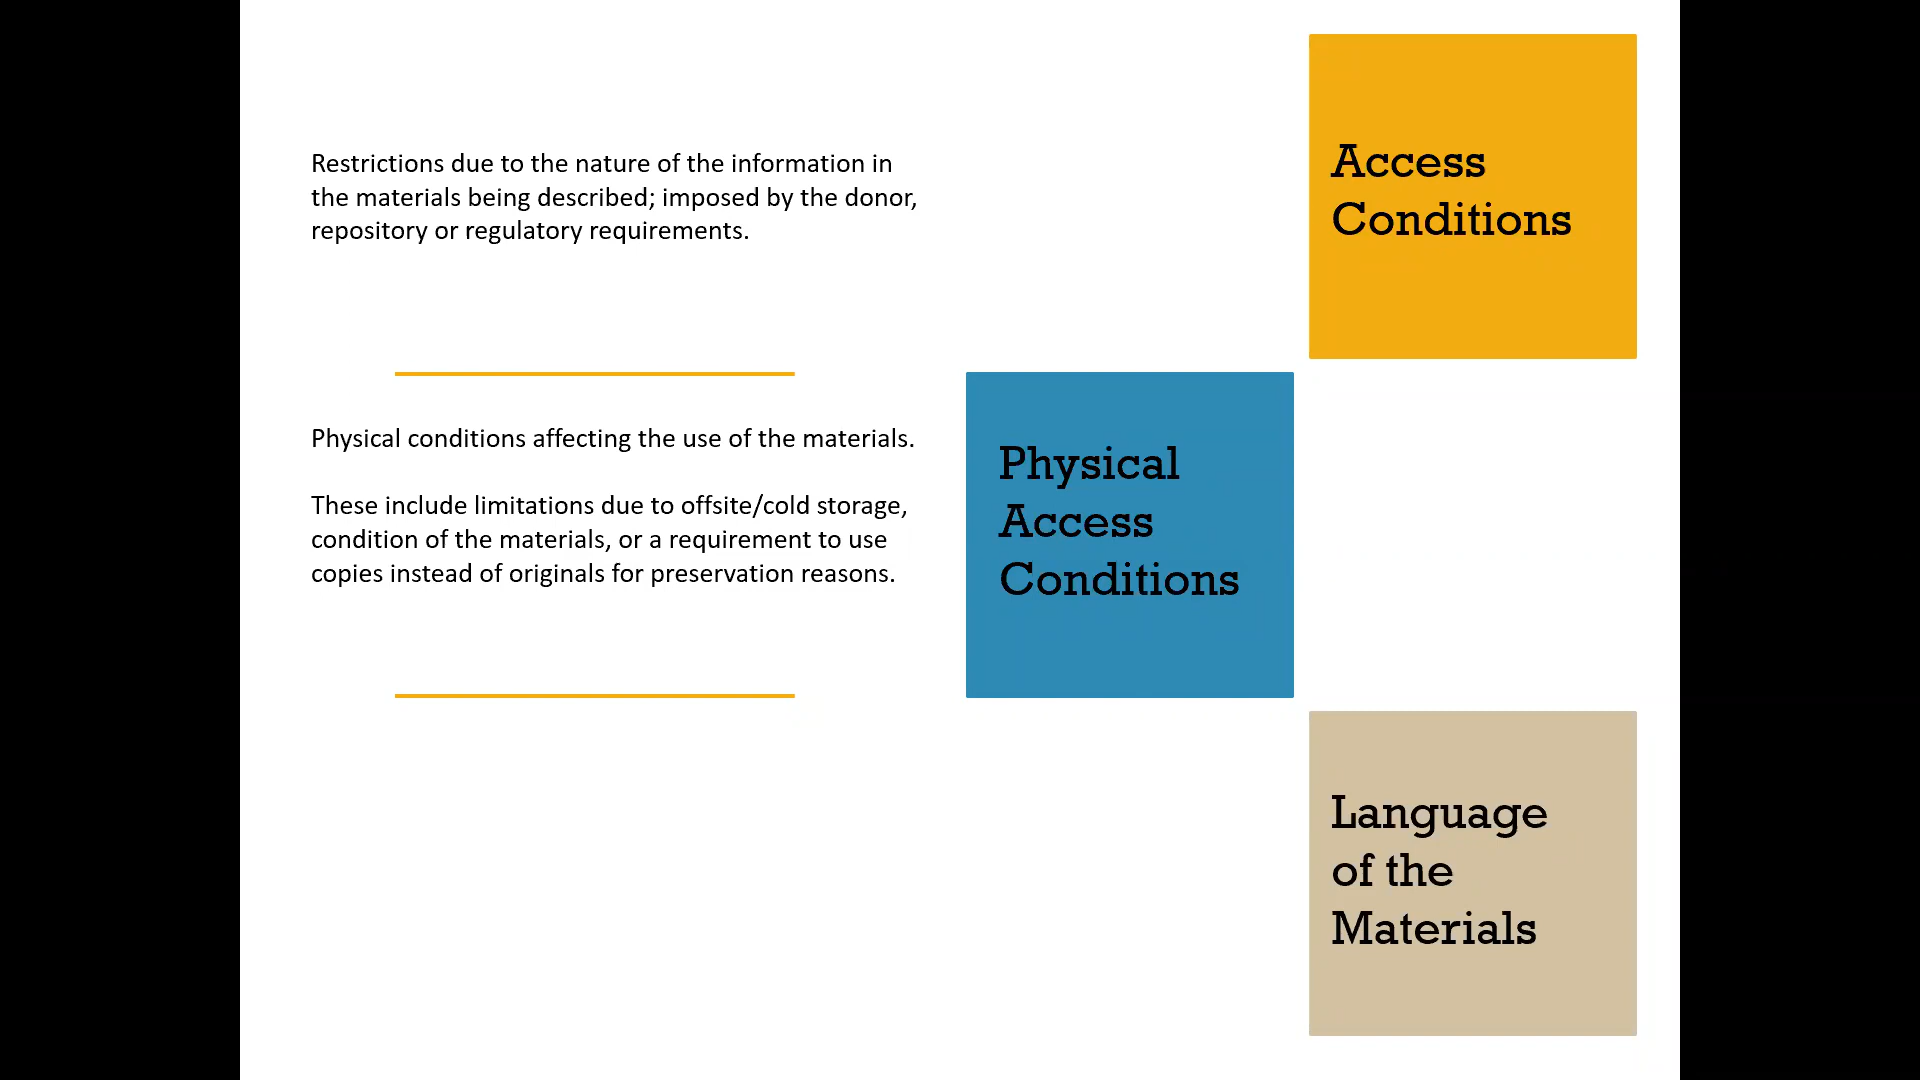 Restrictions due to the nature of the information in
the materials being described; imposed by the donor,
repository or regulatory requirements.
Access
Conditions
Physical conditions affecting the use of the materials.
These include limitations due to offsite/cold storage,
condition of the materials, or a requirement to use
copies instead of originals for preservation reasons.
Physical
Access
Conditions
Language
of the
Materials